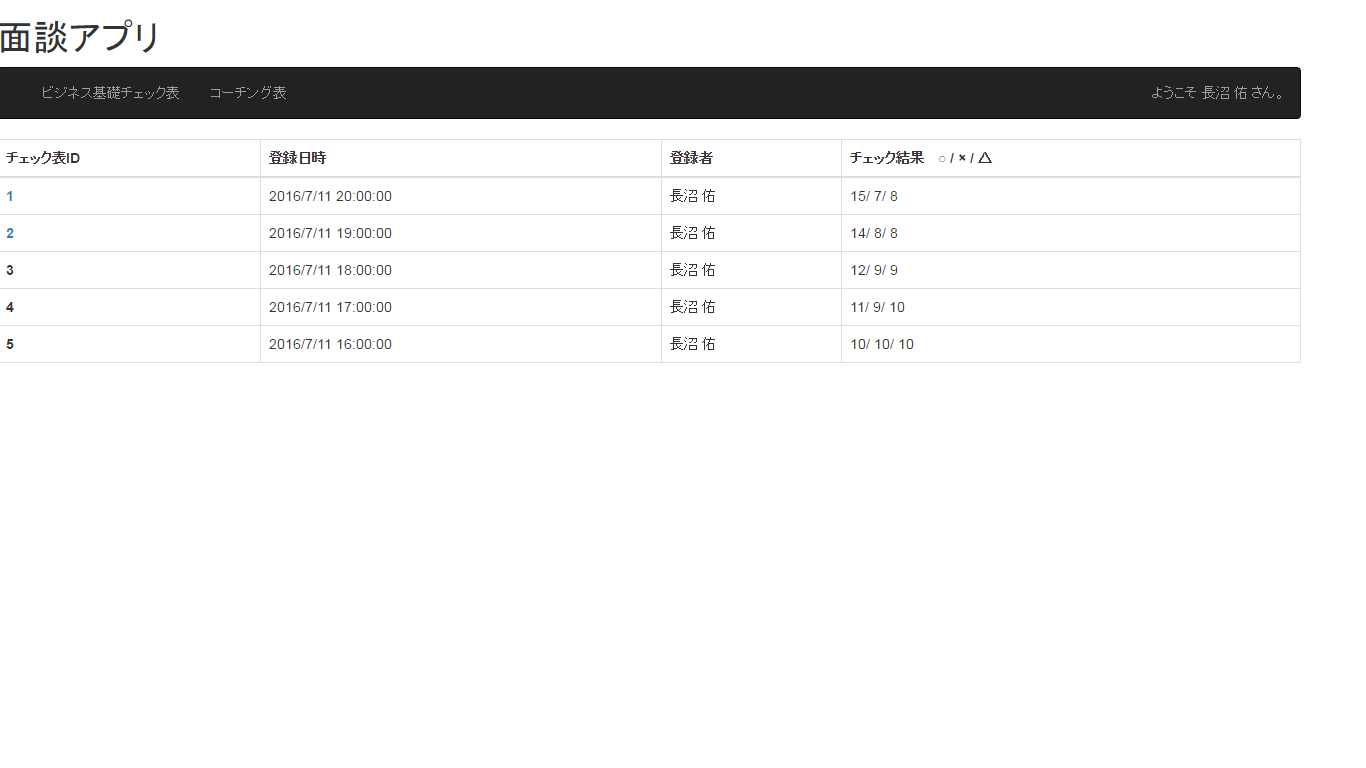 面談アプリ
ビジネス基礎チェック表 コーチング表 ようこそ 長沼 佑 さん。
チェック表ID 登録日時 登録者 チェック結果 ○ / × / △
1 2016/7/11 20:00:00 長沼 佑 15/ 7/ 8
2 2016/7/11 19:00:00 長沼 佑 14/ 8/ 8
3 2016/7/11 18:00:00 長沼 佑 12/ 9/ 9
4 2016/7/11 17:00:00 長沼 佑 11/ 9/ 10
5 2016/7/11 16:00:00 長沼 佑 10/ 10/ 10